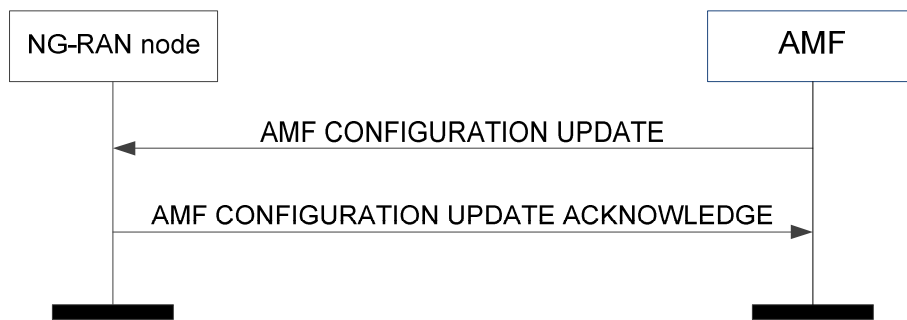 NG-RAN node
AMF
AMF CONFIGURATION UPDATE
AMF CONFIGURATION UPDATE ACKNOWLEDGE